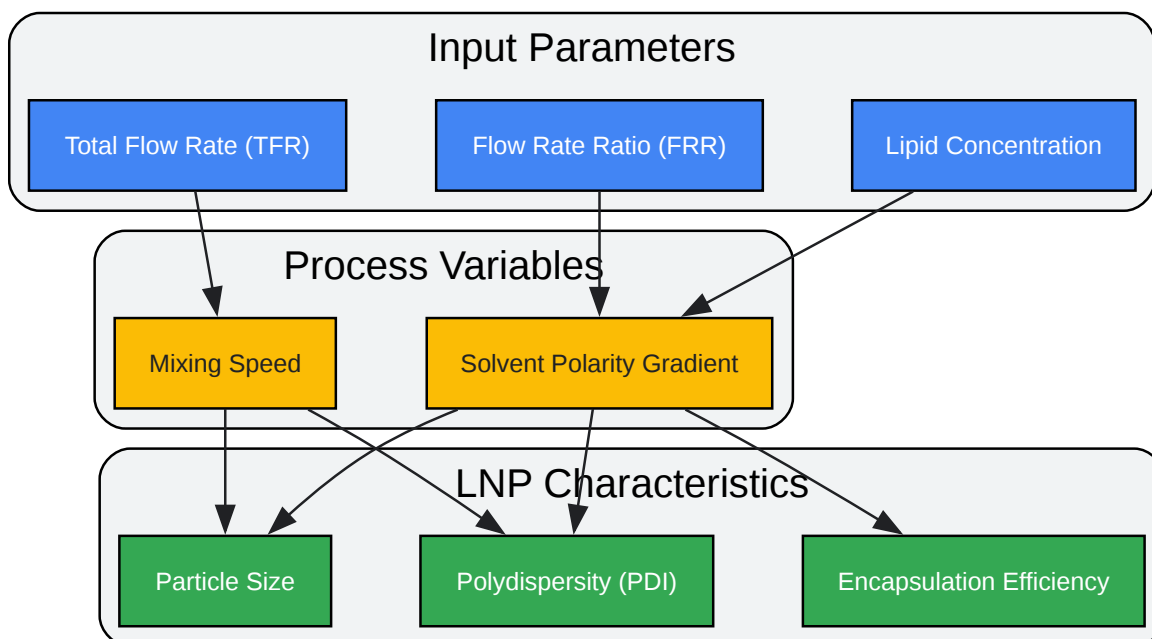 Input Parameters
Total Flow Rate (TFR)
Flow Rate Ratio (FRR)
Lipid Concentration
Process Variables
Mixing Speed
Solvent Polarity Gradient
LNP Characteristics
Particle Size
Polydispersity (PDI)
Encapsulation Efficiency